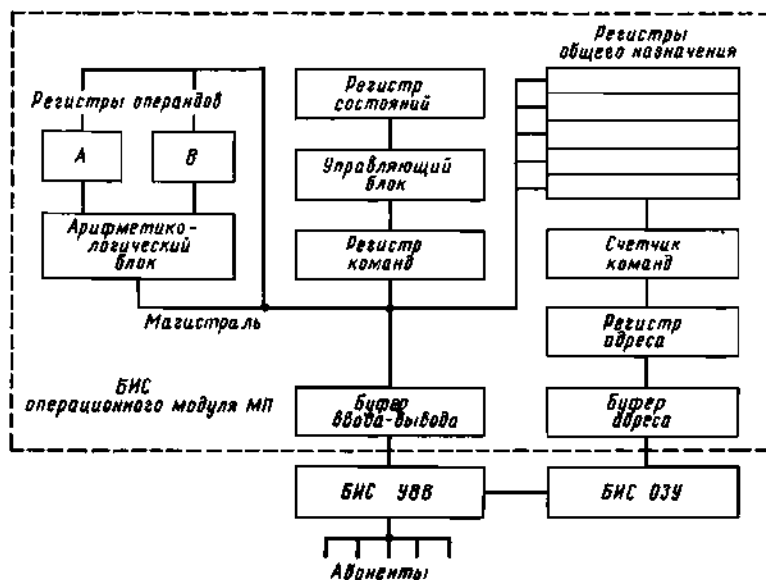 Регистры
общего назначения
Регистры операндов
А
В
Арифметико-
логический
блок
Регистр
состояний
Управляющий
блок
Регистр
команд
Счетчик
команд
Магистраль
Регистр
адреса
БИС
операционного модуля МП
Буфер
ввода-вывода
Буфер
адреса
БИС УВВ
БИС ОЗУ
Абоненты